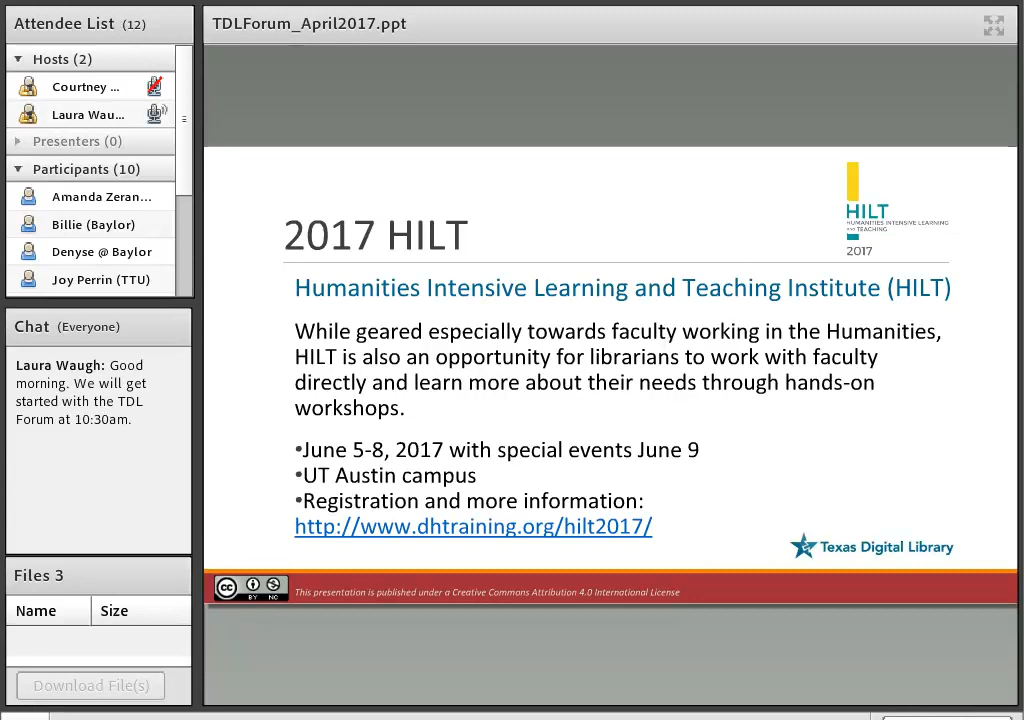 Attendee List (12)
Hosts (2)
Courtney ...
Laura Wau...
Presenters (0)
Participants (10)
Amanda Zeran...
Billie (Baylor)
Denyse @ Baylor
Joy Perrin (TTU)
Chat (Everyone)
Laura Waugh: Good
morning. We will get
started with the TDL
Forum at 10:30am.
Files 3
Name Size
Download File(s)
TDLForum_April2017.ppt
HILT
HUMANITIES INTENSIVE LEARNING
AND TEACHING
2017
2017 HILT
Humanities Intensive Learning and Teaching Institute (HILT)
While geared especially towards faculty working in the Humanities,
HILT is also an opportunity for librarians to work with faculty
directly and learn more about their needs through hands-on
workshops.
•June 5-8, 2017 with special events June 9
•UT Austin campus
•Registration and more information:
http://www.dhtraining.org/hilt2017/
Texas Digital Library
cc BY NC
This presentation is published under a Creative Commons Attribution 4.0 International License